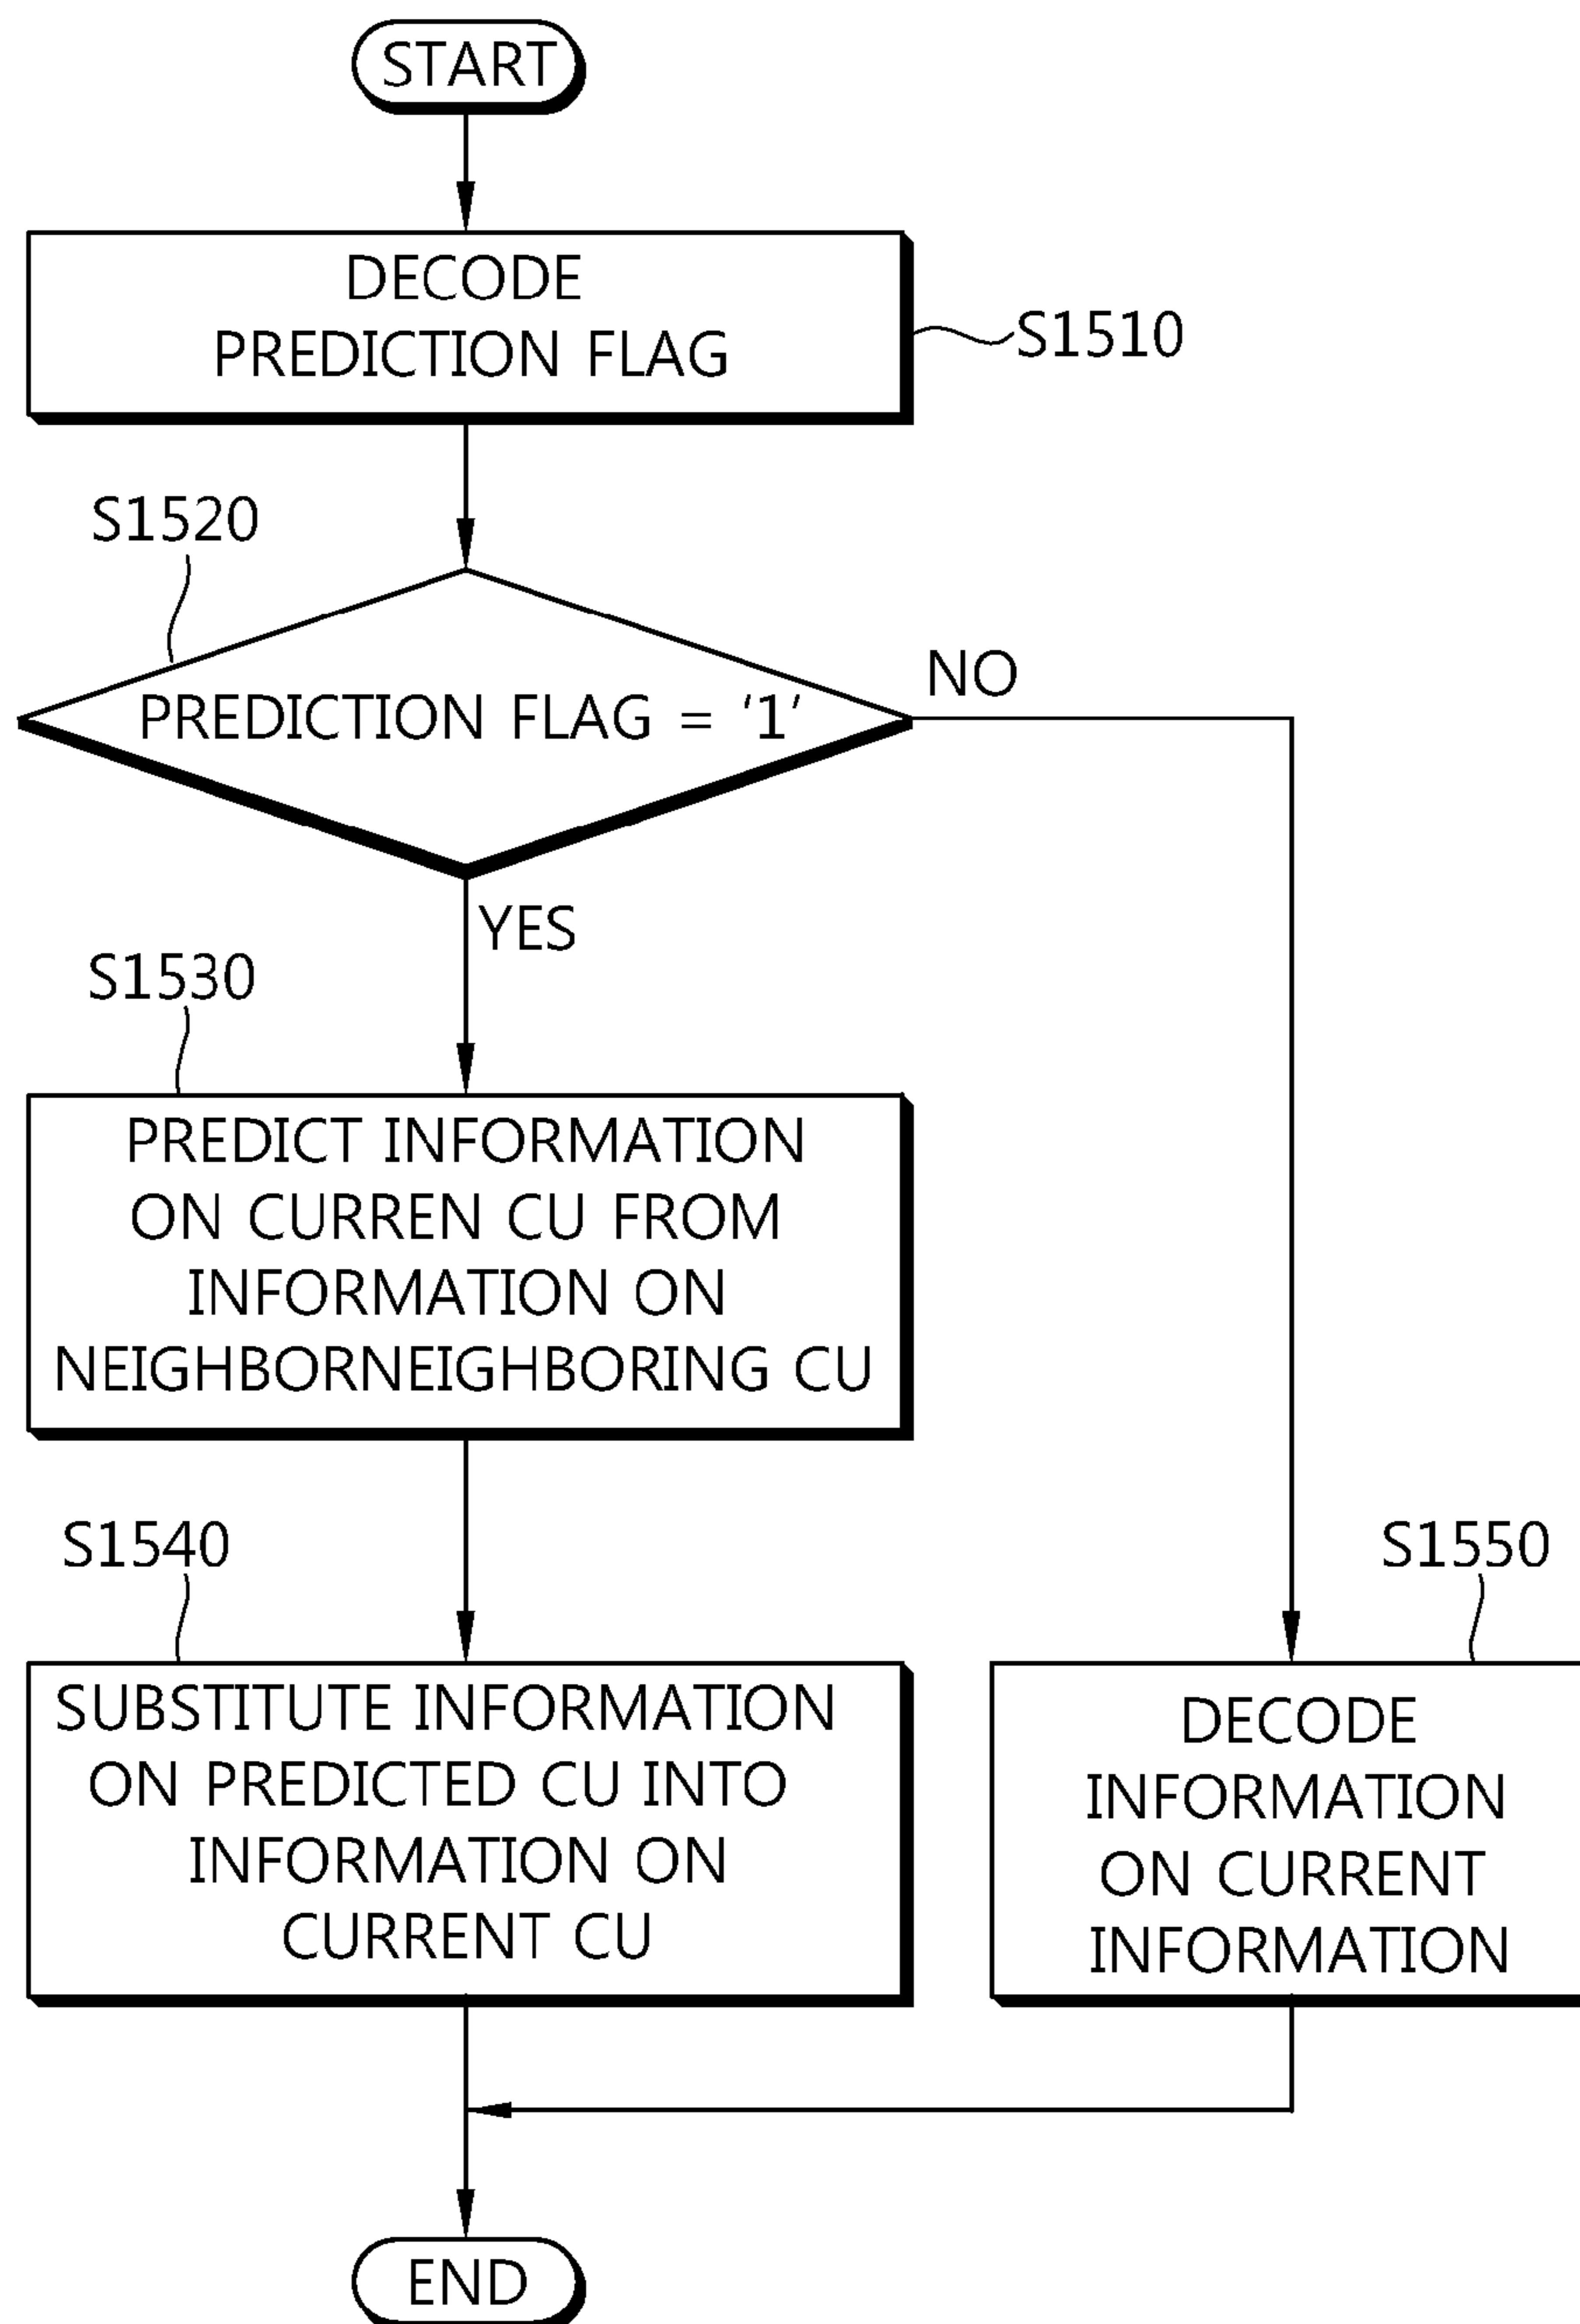 START
DECODE
PREDICTION FLAG
S1510
S1520
PREDICTION FLAG = '1'
NO
YES
S1530
PREDICT INFORMATION
ON CURREN CU FROM
INFORMATION ON
NEIGHBORNEIGHBORING CU
S1540
SUBSTITUTE INFORMATION
ON PREDICTED CU INTO
INFORMATION ON
CURRENT CU
S1550
DECODE
INFORMATION
ON CURRENT
INFORMATION
END